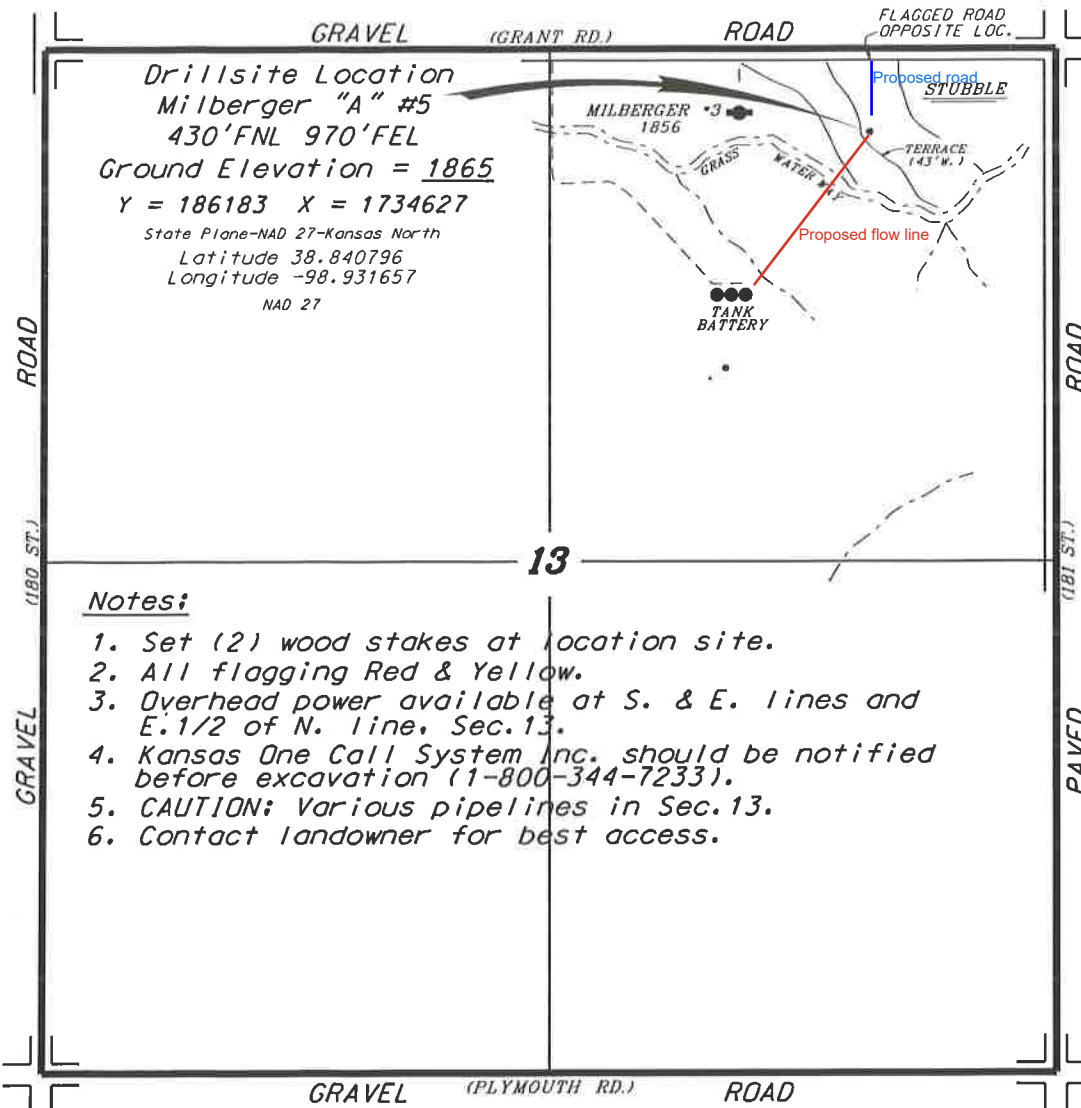 GRAVEL (GRANT RD.) ROAD
FLAGGED ROAD
OPPOSITE LOC.
Drillsite Location
Milberger "A" #5
430'FNL 970'FEL
Ground Elevation = 1865
Y = 186183 X = 1734627
State Plane-NAD 27-Kansas North
Latitude 38.840796
Longitude -98.931657
NAD 27
Proposed road
STUBBLE
MILBERGER *3
1856
TERRACE
(43'W.)
GRASS WATER WAY
Proposed flow line
TANK
BATTERY
ROAD
(180 ST.)
GRAVEL
ROAD
(181 ST.)
PAVED
13
Notes:
1. Set (2) wood stakes at location site.
2. All flagging Red & Yellow.
3. Overhead power available at S. & E. lines and
E.1/2 of N. line, Sec.13.
4. Kansas One Call System Inc. should be notified
before excavation (1-800-344-7233).
5. CAUTION: Various pipelines in Sec.13.
6. Contact landowner for best access.
GRAVEL (PLYMOUTH RD.) ROAD